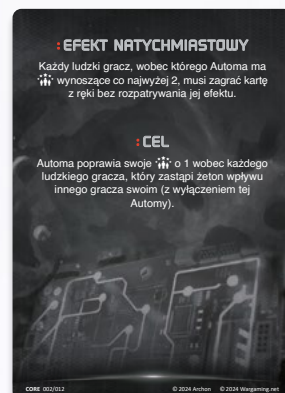 :EFEKT NATYCHMIASTOWY
Każdy ludzki gracz, wobec którego Automa ma
wynoszące co najwyżej 2, musi zagrać kartę
z ręki bez rozpatrywania jej efektu.
:CEL
Automa poprawia swoje o 1 wobec każdego
ludzkiego gracza, który zastąpi żeton wpływu
innego gracza swoim (z wyłączeniem tej
Automy).
CORE 002/012 © 2024 Archon © 2024 Wargaming.net